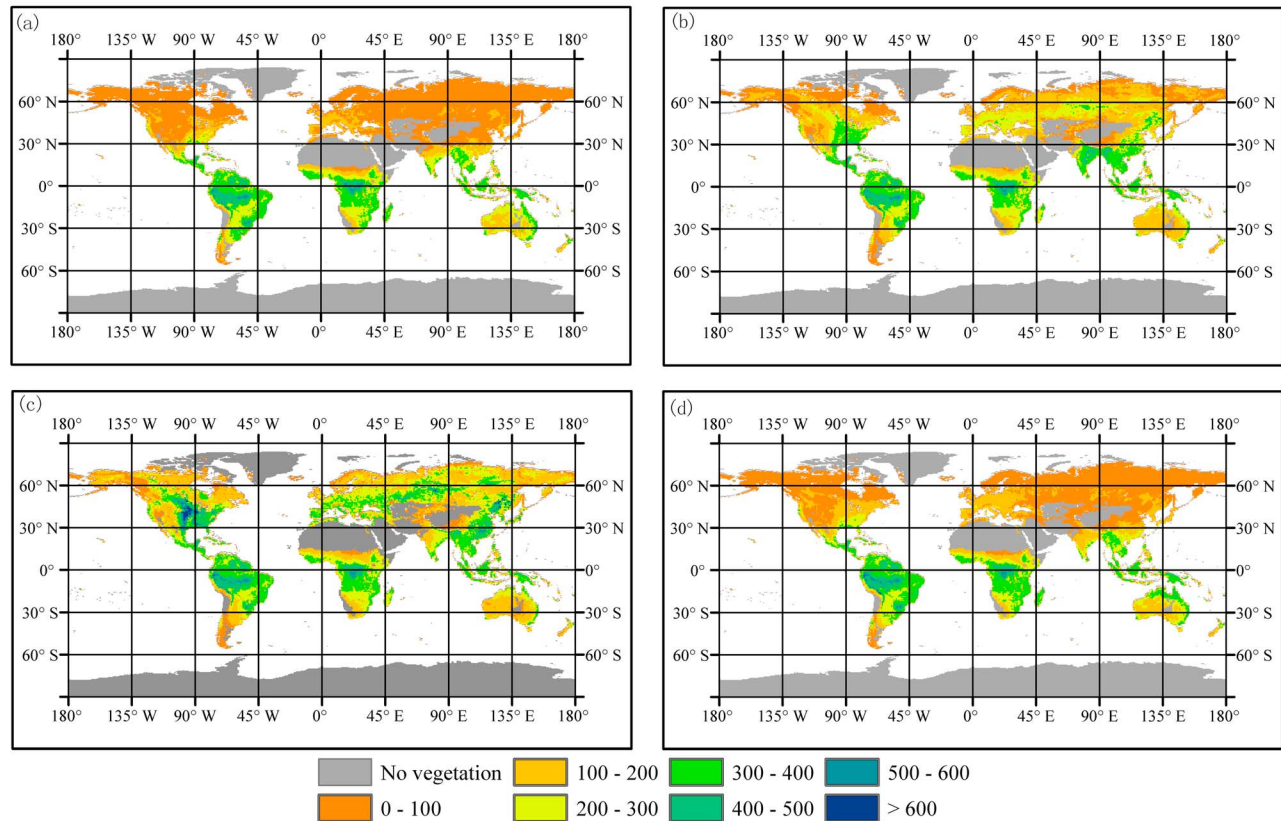 (a)
180° 135° W 90° W 45° W 0° 45° E 90° E 135° E 180°
60° N 60° N
30° N 30° N
0° 0°
30° S 30° S
60° S 60° S
180° 135° W 90° W 45° W 0° 45° E 90° E 135° E 180°
(b)
180° 135° W 90° W 45° W 0° 45° E 90° E 135° E 180°
60° N 60° N
30° N 30° N
0° 0°
30° S 30° S
60° S 60° S
180° 135° W 90° W 45° W 0° 45° E 90° E 135° E 180°
(c)
180° 135° W 90° W 45° W 0° 45° E 90° E 135° E 180°
60° N 60° N
30° N 30° N
0° 0°
30° S 30° S
60° S 60° S
180° 135° W 90° W 45° W 0° 45° E 90° E 135° E 180°
(d)
180° 135° W 90° W 45° W 0° 45° E 90° E 135° E 180°
60° N 60° N
30° N 30° N
0° 0°
30° S 30° S
60° S 60° S
180° 135° W 90° W 45° W 0° 45° E 90° E 135° E 180°
No vegetation 100 - 200 300 - 400 500 - 600
0 - 100 200 - 300 400 - 500 > 600